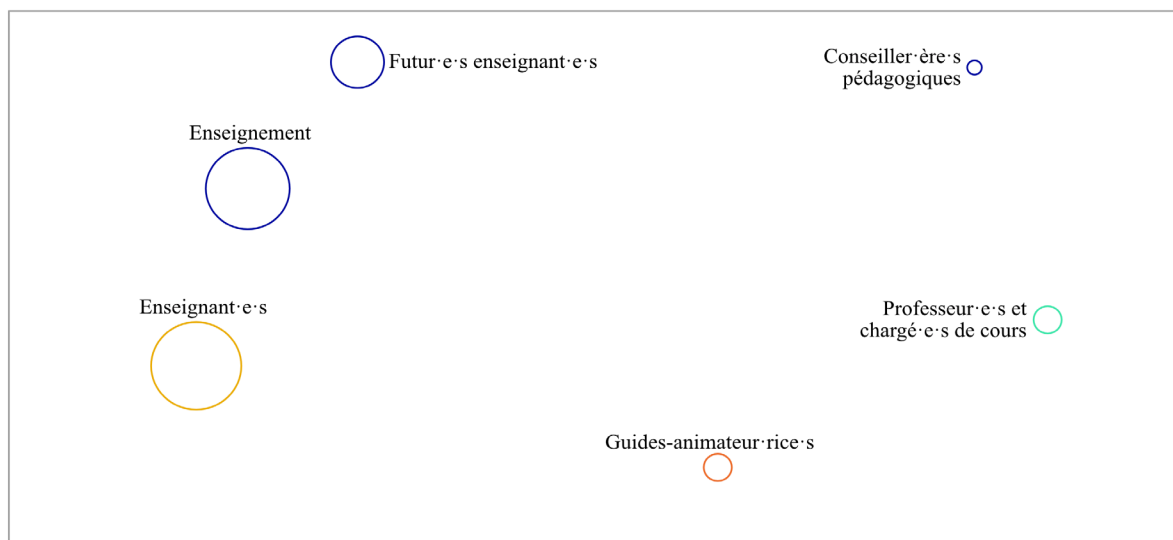 Futur·e·s enseignant·e·s
Conseiller·ère·s
pédagogiques
Enseignement
Enseignant·e·s
Professeur·e·s et
chargé·e·s de cours
Guides-animateur·rice·s